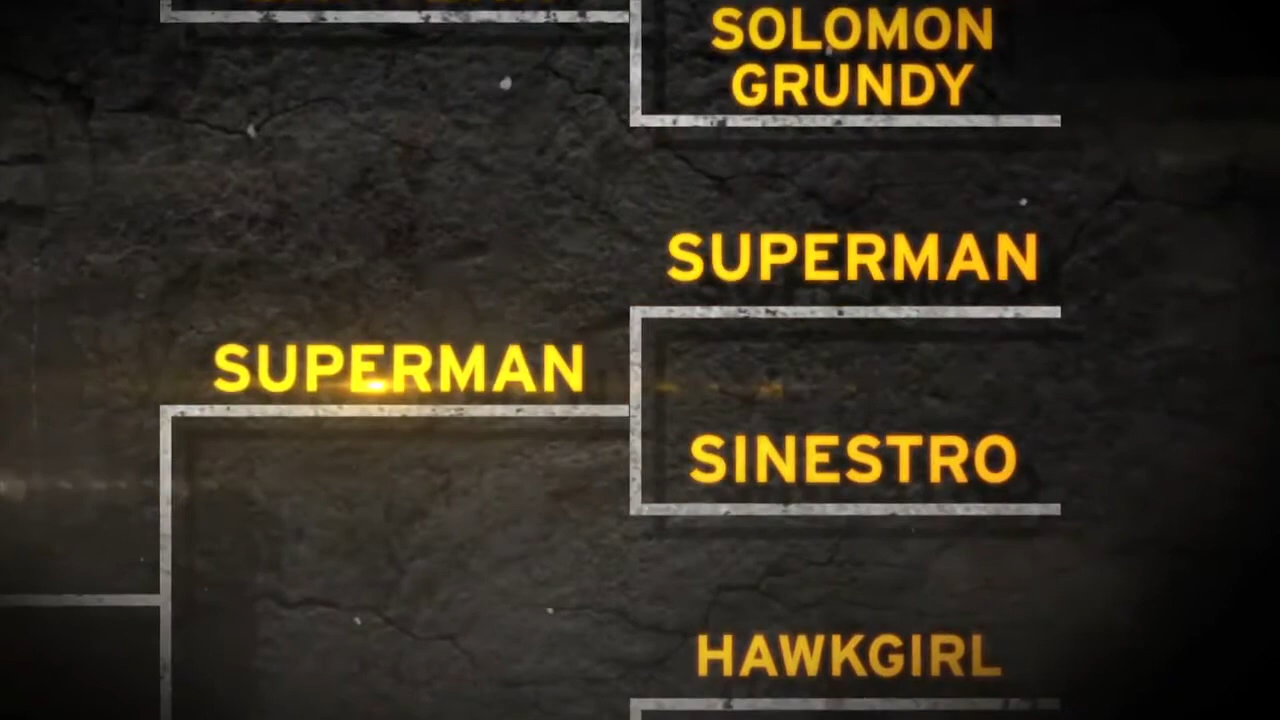 SOLOMON
GRUNDY
SUPERMAN
SUPERMAN
SINESTRO
HAWKGIRL